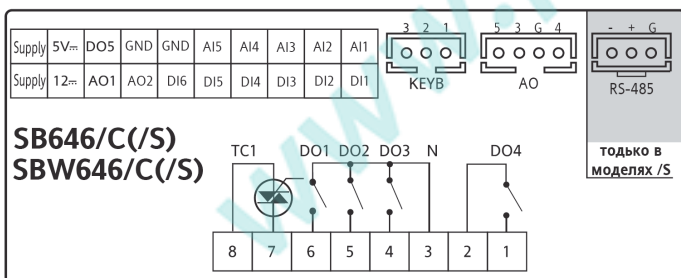 3 2 1
5 3 G 4
- + G
Supply 5V⎓ DO5 GND GND AI5 AI4 AI3 AI2 AI1
Supply 12⎓ AO1 AO2 DI6 DI5 DI4 DI3 DI2 DI1
KEYB
AO
RS-485
SB646/C(/S)
SBW646/C(/S)
тодько в
моделях /S
TC1 DO1 DO2 DO3 N DO4
8 7 6 5 4 3 2 1